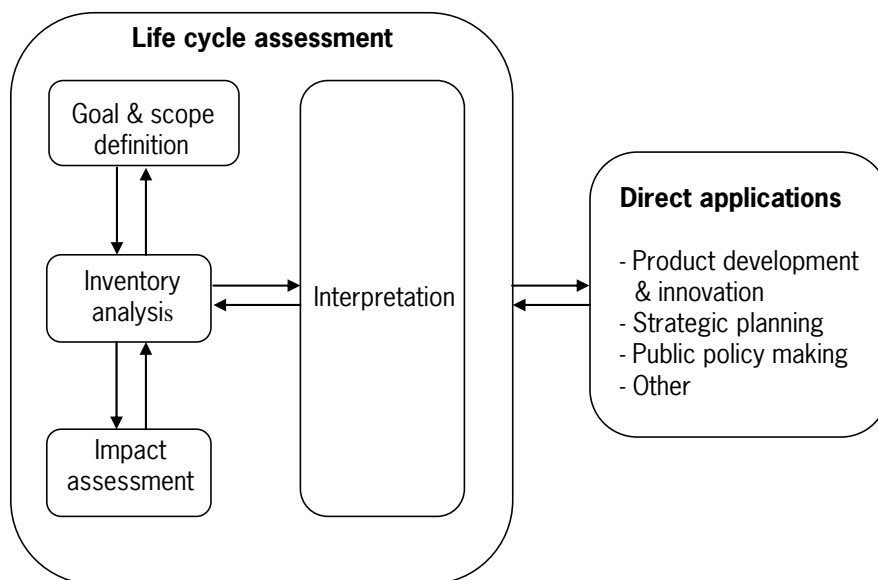 Life cycle assessment
Goal & scope
definition
Inventory
analysis
Impact
assessment
Interpretation
Direct applications
- Product development
& innovation
- Strategic planning
- Public policy making
- Other